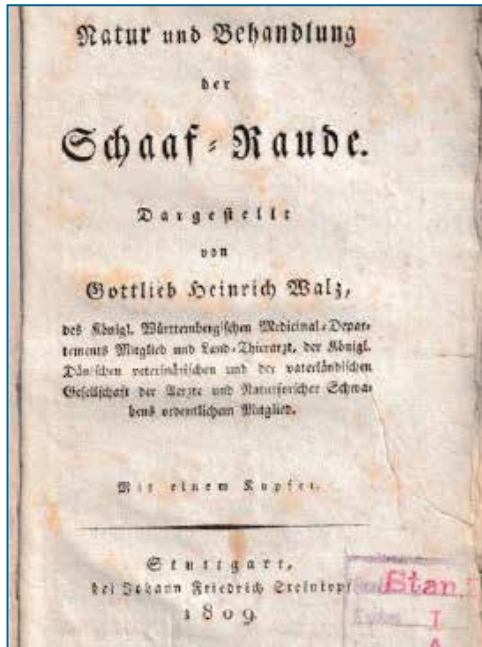 Natur und Behandlung
der
Schaaf-Raude.
Dargestellt
von
Gottlieb Heinrich Walz,
des Königl. Württembergischen Medicinal-Depar-
tements Mitglied und Land-Thierarzt, der Königl.
Dänischen veterinärischen und der vaterländischen
Gesellschaft der Aerzte und Naturforscher Schwa-
bens ordentlichem Mitglied.
Mit einem Kupfer.
Stuttgart,
bei Johann Friedrich Steinkopf
1809.
Stan.
I
A